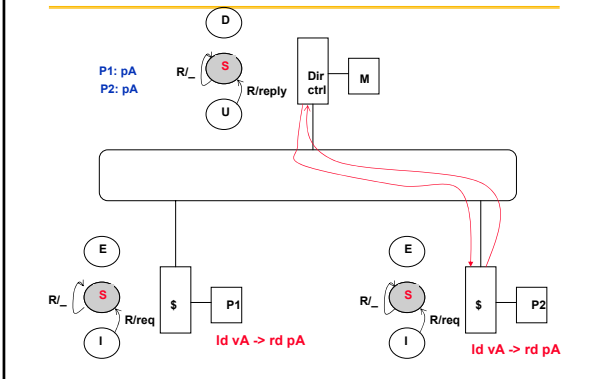 D
P1: pA
P2: pA
R/_
S
R/reply
U
Dir
ctrl
M
E
R/_
S
R/req
I
$
P1
ld vA -> rd pA
E
R/_
S
R/req
I
$
P2
ld vA -> rd pA